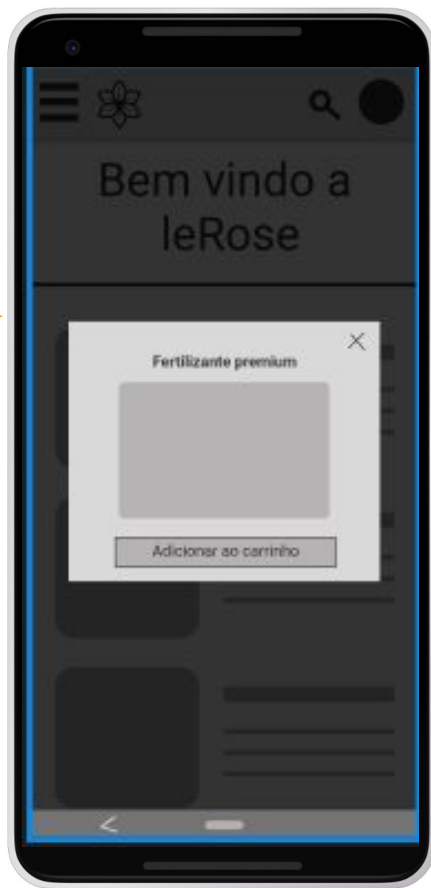 Bem vindo a
leRose
Fertilizante premium
Adicionar ao carrinho